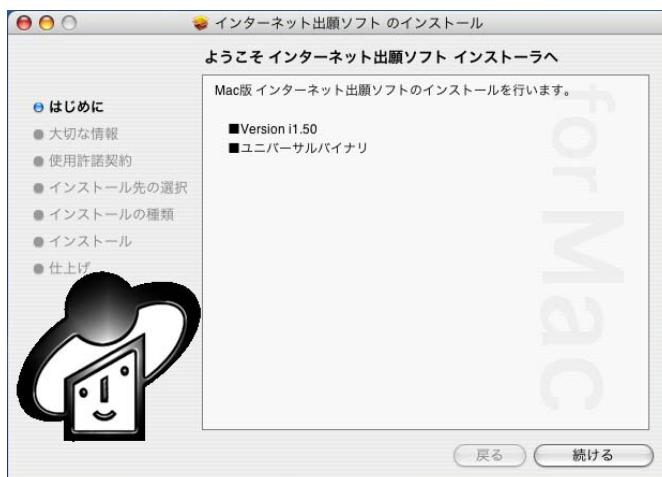 インターネット出願ソフト のインストール
ようこそ インターネット出願ソフト インストーラへ
はじめに
大切な情報
使用許諾契約
インストール先の選択
インストールの種類
インストール
仕上げ
Mac版 インターネット出願ソフトのインストールを行います。
■Version i1.50
■ユニバーサルバイナリ
for Mac
戻る
続ける